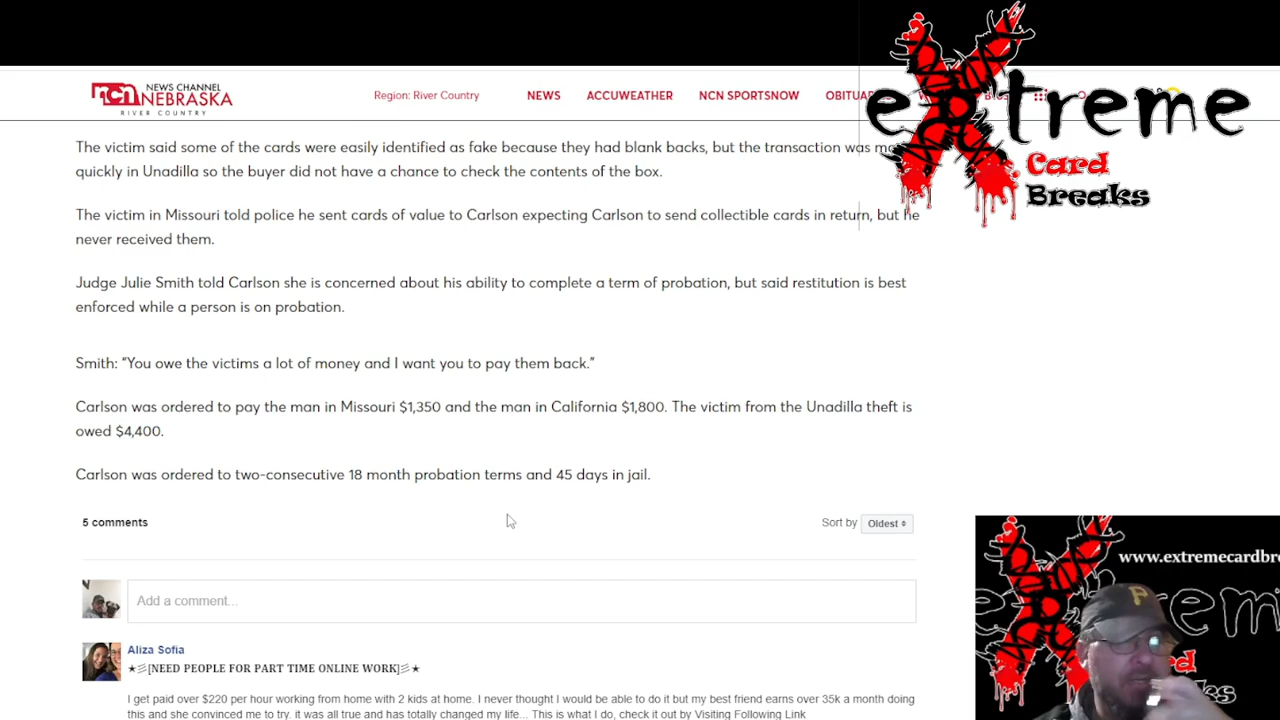 eXtreme
Card
Breaks
ncn NEWS CHANNEL
NEBRASKA
RIVER COUNTRY
Region: River Country
NEWS
ACCUWEATHER
NCN SPORTSNOW
The victim said some of the cards were easily identified as fake because they had blank backs, but the transaction was
quickly in Unadilla so the buyer did not have a chance to check the contents of the box.
The victim in Missouri told police he sent cards of value to Carlson expecting Carlson to send collectible cards in return, but he
never received them.
Judge Julie Smith told Carlson she is concerned about his ability to complete a term of probation, but said restitution is best
enforced while a person is on probation.
Smith: “You owe the victims a lot of money and I want you to pay them back.”
Carlson was ordered to pay the man in Missouri $1,350 and the man in California $1,800. The victim from the Unadilla theft is
owed $4,400.
Carlson was ordered to two-consecutive 18 month probation terms and 45 days in jail.
5 comments
Sort by Oldest
Add a comment...
Aliza Sofia
★彡[NEED PEOPLE FOR PART TIME ONLINE WORK]彡★
I get paid over $220 per hour working from home with 2 kids at home. I never thought I would be able to do it but my best friend earns over 35k a month doing
this and she convinced me to try. it was all true and has totally changed my life... This is what I do, check it out by Visiting Following Link
www.extremecardbre
P